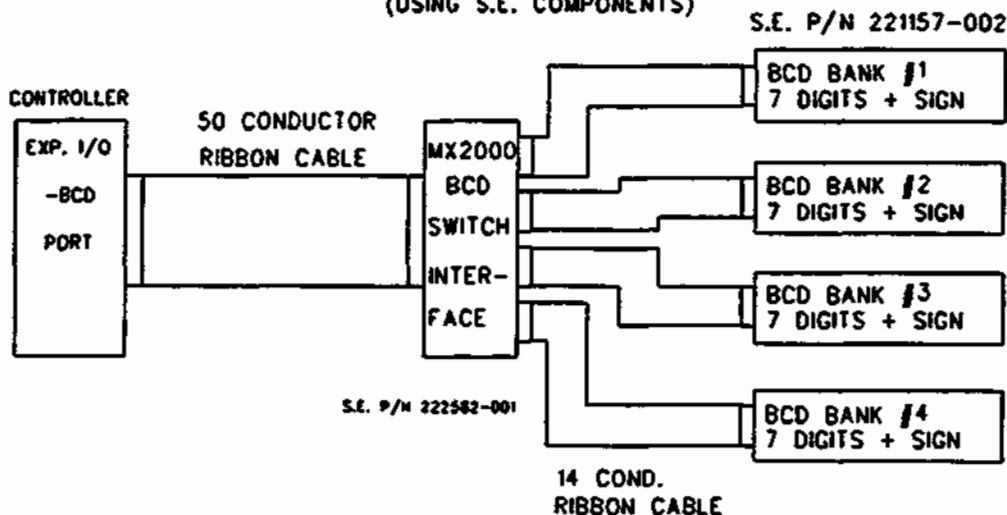 (USING S.E. COMPONENTS)
S.E. P/N 221157-002
CONTROLLER
EXP. I/O
-BCD
PORT
50 CONDUCTOR
RIBBON CABLE
MX2000
BCD
SWITCH
INTER-
FACE
S.E. P/N 222582-001
BCD BANK #1
7 DIGITS + SIGN
BCD BANK #2
7 DIGITS + SIGN
BCD BANK #3
7 DIGITS + SIGN
BCD BANK #4
7 DIGITS + SIGN
14 COND.
RIBBON CABLE